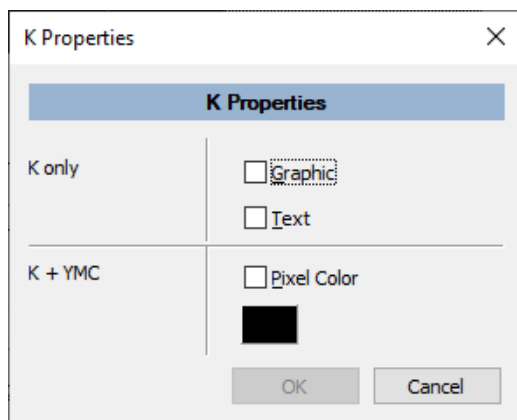 K Properties
K Properties
K only
Graphic
Text
K + YMC
Pixel Color
OK
Cancel